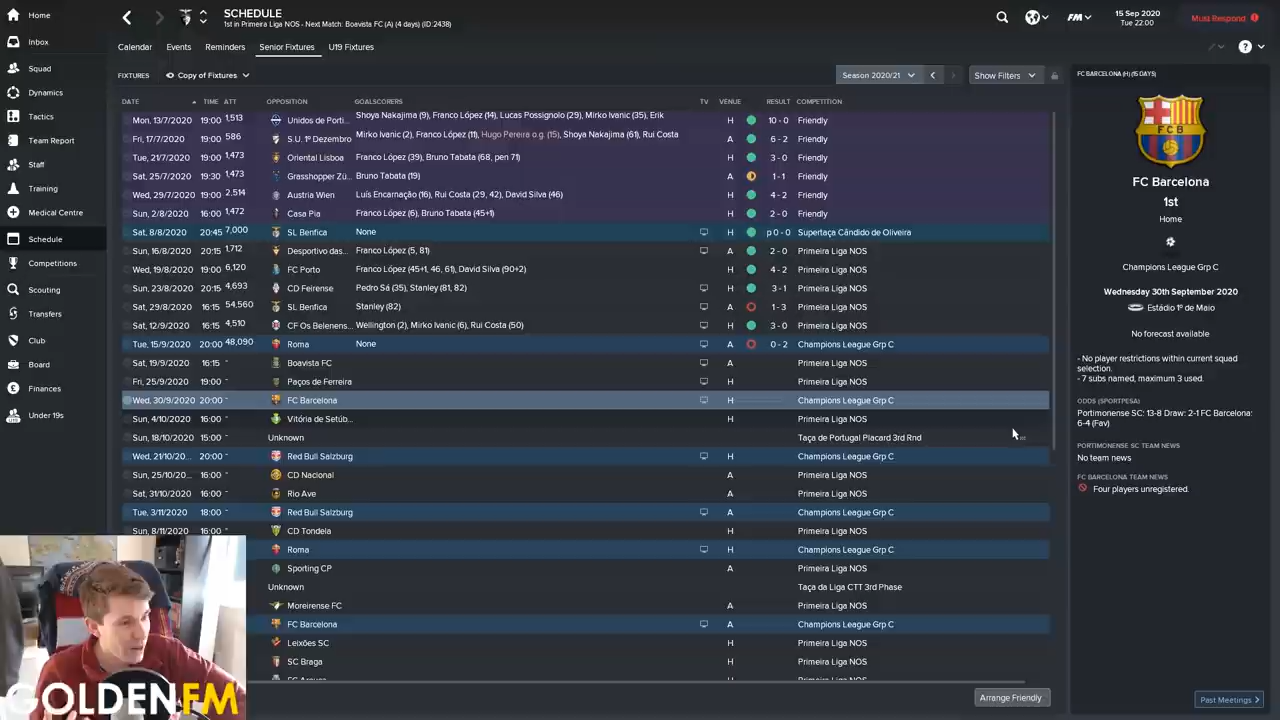 Home
SCHEDULE
1st in Primeira Liga NOS - Next Match: Boavista FC (A) (4 days) (ID:2438)
FM
15 Sep 2020
Tue 22.00
Must Respond
Inbox
Calendar Events Reminders Senior Fixtures U19 Fixtures
Squad
FIXTURES Copy of Fixtures Season 2020/21 Show Filters
Dynamics
DATE TIME ATT OPPOSITION GOALSCORERS TV VENUE RESULT COMPETITION
Tactics
Mon, 13/7/2020 19:00 1,513 Unidos de Porti... Shoya Nakajima (9), Franco López (14), Lucas Possignolo (29), Mirko Ivanic (35), Erik H 10 - 0 Friendly
Team Report
Fri, 17/7/2020 19:00 586 S.U. 1º Dezembro Mirko Ivanic (2), Franco López (11), Hugo Pereira o.g. (15), Shoya Nakajima (61), Rui Costa A 6 - 2 Friendly
Staff
Tue, 21/7/2020 19:00 1,473 Oriental Lisboa Franco López (39), Bruno Tabata (68, pen 71) H 3 - 0 Friendly
Training
Sat, 25/7/2020 19:30 1,473 Grasshopper Zü... Bruno Tabata (19) A 1-1 Friendly
Medical Centre
Wed, 29/7/2020 19:00 2,514 Austria Wien Luís Encarnação (16), Rui Costa (29, 42), David Silva (46) H 4 - 2 Friendly
Schedule
Sun, 2/8/2020 16:00 1,472 Casa Pia Franco López (6), Bruno Tabata (45+1) H 2 - 0 Friendly
Competitions
Sat, 8/8/2020 20:45 7,000 SL Benfica None H p 0 - 0 Supertaça Cândido de Oliveira
Scouting
Sun, 16/8/2020 20:15 1,712 Desportivo das... Franco López (5, 81) A 2 - 0 Primeira Liga NOS
Transfers
Wed, 19/8/2020 19:00 6,120 FC Porto Franco López (45+1, 46, 61), David Silva (90+2) H 4 - 2 Primeira Liga NOS
Club
Sun, 23/8/2020 20:15 4,693 CD Feirense Pedro Sá (35), Stanley (81, 82) H 3 - 1 Primeira Liga NOS
Board
Sat, 29/8/2020 16:15 54,560 SL Benfica Stanley (82) A 1 - 3 Primeira Liga NOS
Finances
Sat, 12/9/2020 16:15 4,510 CF Os Belenens... Wellington (2), Mirko Ivanic (6), Rui Costa (50) H 3 - 0 Primeira Liga NOS
Under 19s
Tue, 15/9/2020 20:00 48,090 Roma None A 0 - 2 Champions League Grp C
Sat, 19/9/2020 16:15 - Boavista FC A Primeira Liga NOS
Fri, 25/9/2020 19:00 - Paços de Ferreira H Primeira Liga NOS
Wed, 30/9/2020 20:00 - FC Barcelona H Champions League Grp C
Sun, 4/10/2020 16:00 - Vitória de Setúb... H Primeira Liga NOS
Sun, 18/10/2020 15:00 - Unknown Taça de Portugal Placard 3rd Rnd
Wed, 21/10/20... 20:00 - Red Bull Salzburg H Champions League Grp C
Sun, 25/10/20... 16:00 - CD Nacional A Primeira Liga NOS
Sat, 31/10/2020 16:00 - Rio Ave A Primeira Liga NOS
Tue, 3/11/2020 18:00 - Red Bull Salzburg A Champions League Grp C
Sun, 8/11/2020 16:00 - CD Tondela H Primeira Liga NOS
Roma H Champions League Grp C
Sporting CP A Primeira Liga NOS
Unknown Taça da Liga CTT 3rd Phase
Moreirense FC A Primeira Liga NOS
FC Barcelona A Champions League Grp C
Leixões SC H Primeira Liga NOS
SC Braga H Primeira Liga NOS
FC Arouca
Arrange Friendly
FC BARCELONA (H) (15 DAYS)
FCB
FC Barcelona
1st
Home
Champions League Grp C
Wednesday 30th September 2020
Estádio 1º de Maio
No forecast available
- No player restrictions within current squad
selection.
- 7 subs named, maximum 3 used.
ODDS (SPORTPESA)
Portimonense SC: 13-8 Draw: 2-1 FC Barcelona:
6-4 (Fav)
PORTIMONENSE SC TEAM NEWS
No team news
FC BARCELONA TEAM NEWS
Four players unregistered.
Past Meetings
GOLDENFM